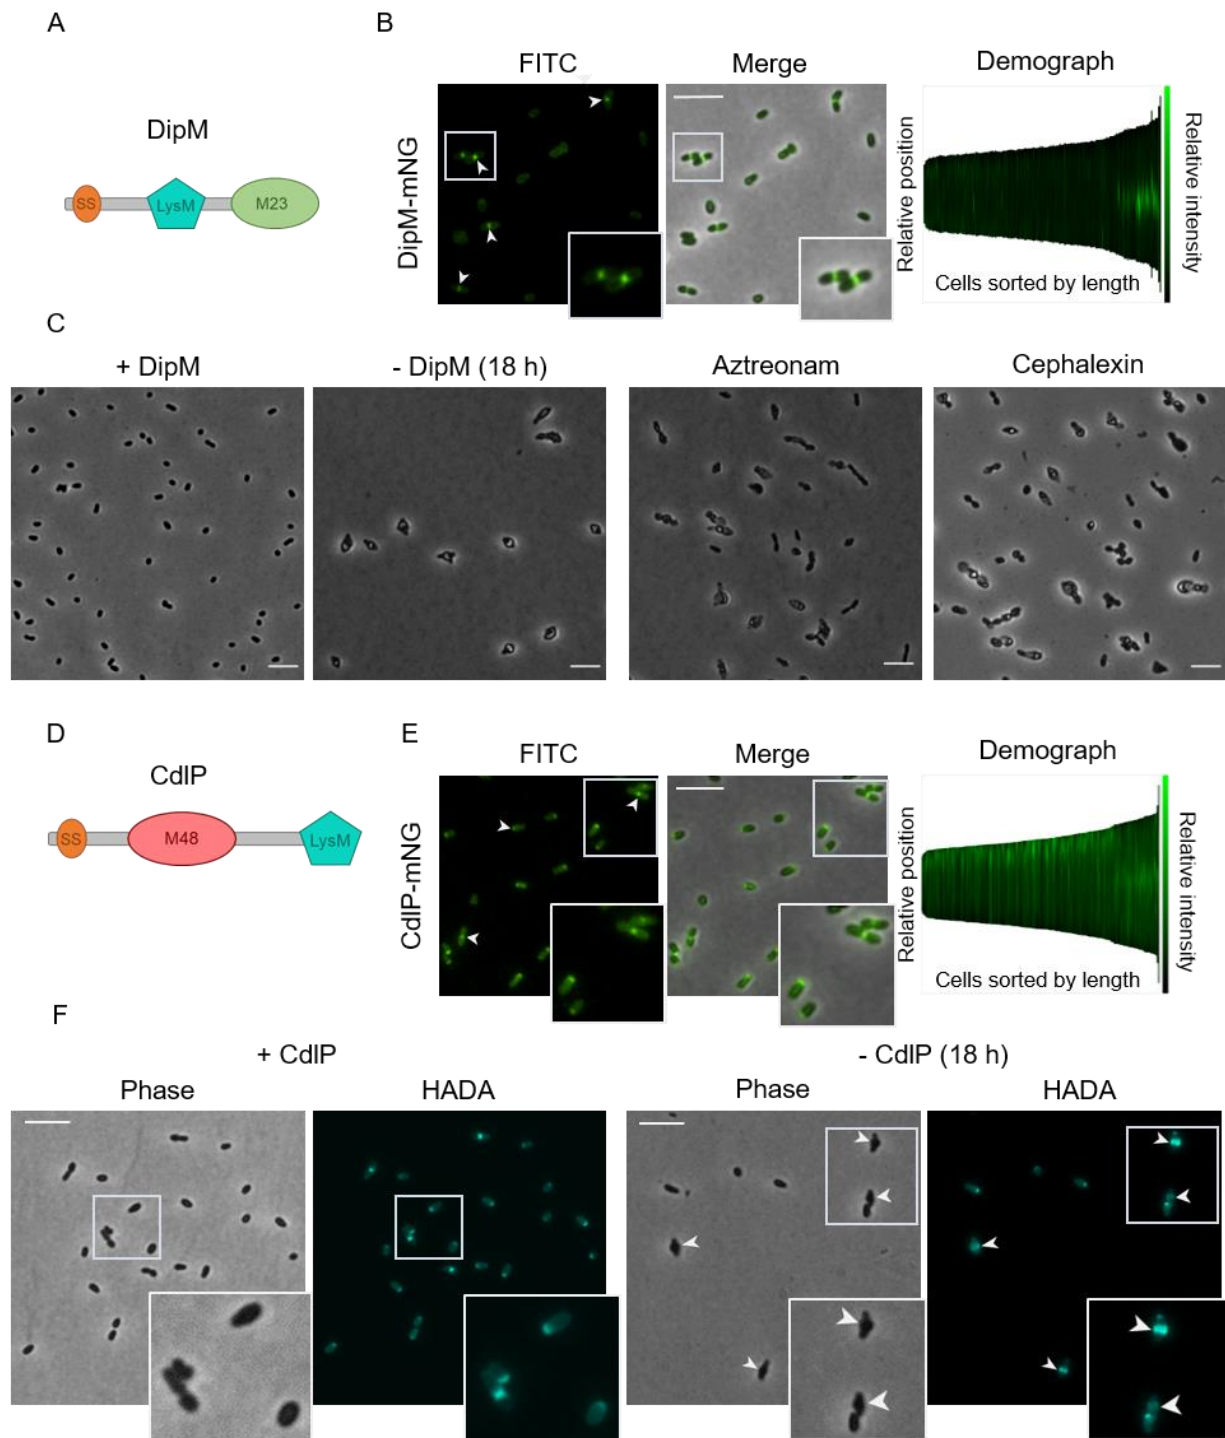 A
B
DipM
SS
LysM
M23
FITC
Merge
Demograph
DipM-mNG
Relative position
Cells sorted by length
Relative intensity
C
+ DipM
- DipM (18 h)
Aztreonam
Cephalexin
D
CdlP
SS
M48
LysM
E
FITC
Merge
Demograph
CdlP-mNG
Relative position
Cells sorted by length
Relative intensity
F
+ CdlP
- CdlP (18 h)
Phase
HADA
Phase
HADA